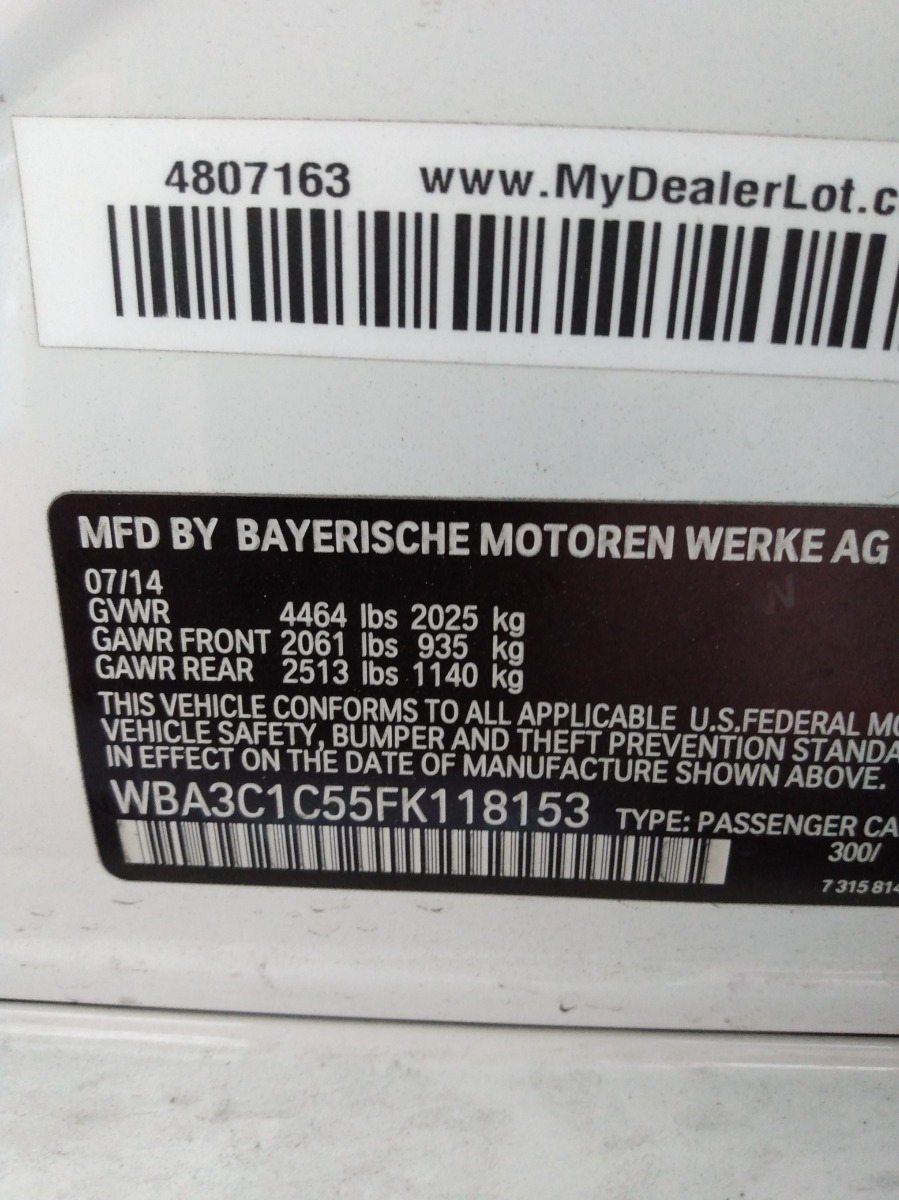 4807163 www.MyDealerLot.c
MFD BY BAYERISCHE MOTOREN WERKE AG
07/14
GVWR 4464 lbs 2025 kg
GAWR FRONT 2061 lbs 935 kg
GAWR REAR 2513 lbs 1140 kg
THIS VEHICLE CONFORMS TO ALL APPLICABLE U.S.FEDERAL MO
VEHICLE SAFETY, BUMPER AND THEFT PREVENTION STANDA
IN EFFECT ON THE DATE OF MANUFACTURE SHOWN ABOVE.
WBA3C1C55FK118153 TYPE: PASSENGER CA
300/
7 315 814